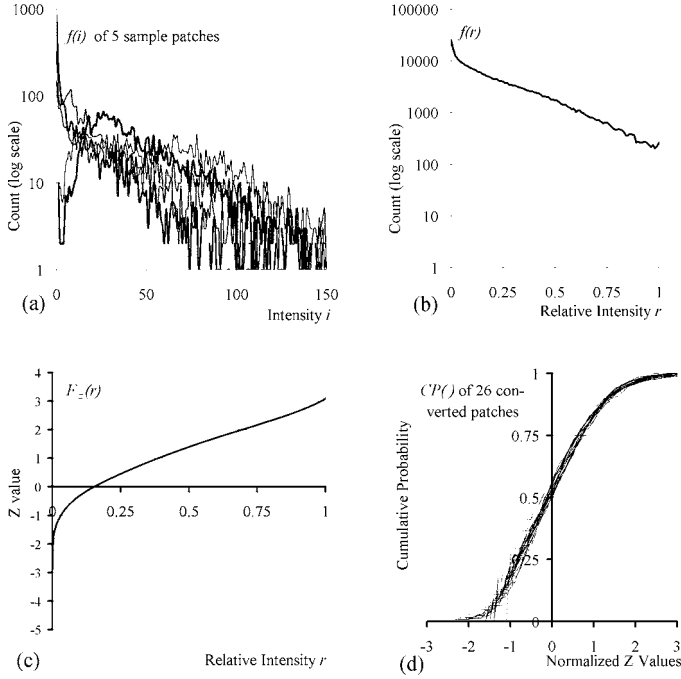 1000
f(i) of 5 sample patches
100
10
1
Count (log scale)
0 50 100 150
(a)
Intensity i
100000
f(r)
10000
1000
100
10
1
Count (log scale)
0 0.25 0.5 0.75 1
(b)
Relative Intensity r
4
F_z(r)
3
2
1
0
0 0.25 0.5 0.75 1
-1
-2
-3
-4
-5
Z value
(c)
Relative Intensity r
1
CP() of 26 con-
verted patches
0.75
0.5
0.25
0
Cumulative Probability
-3 -2 -1 0 1 2 3
(d)
Normalized Z Values